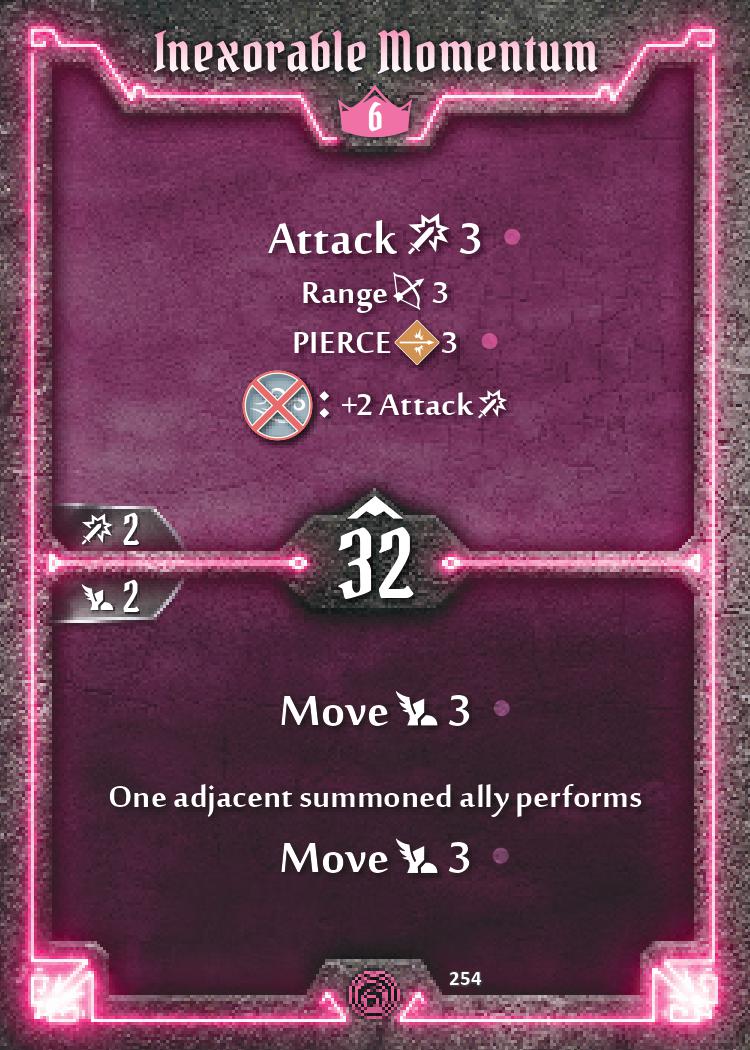 Inexorable Momentum
6
Attack 3
Range 3
PIERCE 3
: +2 Attack
2
32
2
Move 3
One adjacent summoned ally performs
Move 3
254